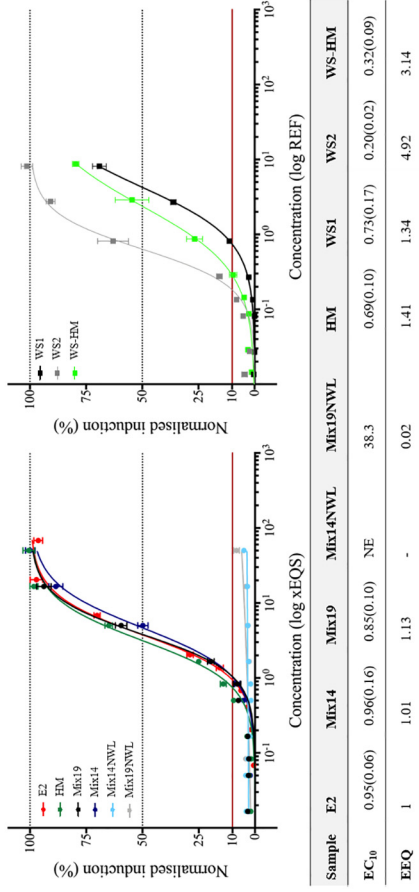 Normalised induction (%)
100
75
50
25
10
0
E2
HM
Mix19
Mix14
Mix14NWL
Mix19NWL
10⁻¹ 10⁰ 10¹ 10² 10³
Concentration (log xEQS)
Normalised induction (%)
100
75
50
25
10
0
WS1
WS2
WS-HM
10⁻¹ 10⁰ 10¹ 10² 10³
Concentration (log REF)
Sample E2 Mix14 Mix19 Mix14NWL Mix19NWL HM WS1 WS2 WS-HM
EC₁₀ 0.95(0.06) 0.96(0.16) 0.85(0.10) NE 38.3 0.69(0.10) 0.73(0.17) 0.20(0.02) 0.32(0.09)
EEQ 1 1.01 1.13 - 0.02 1.41 1.34 4.92 3.14